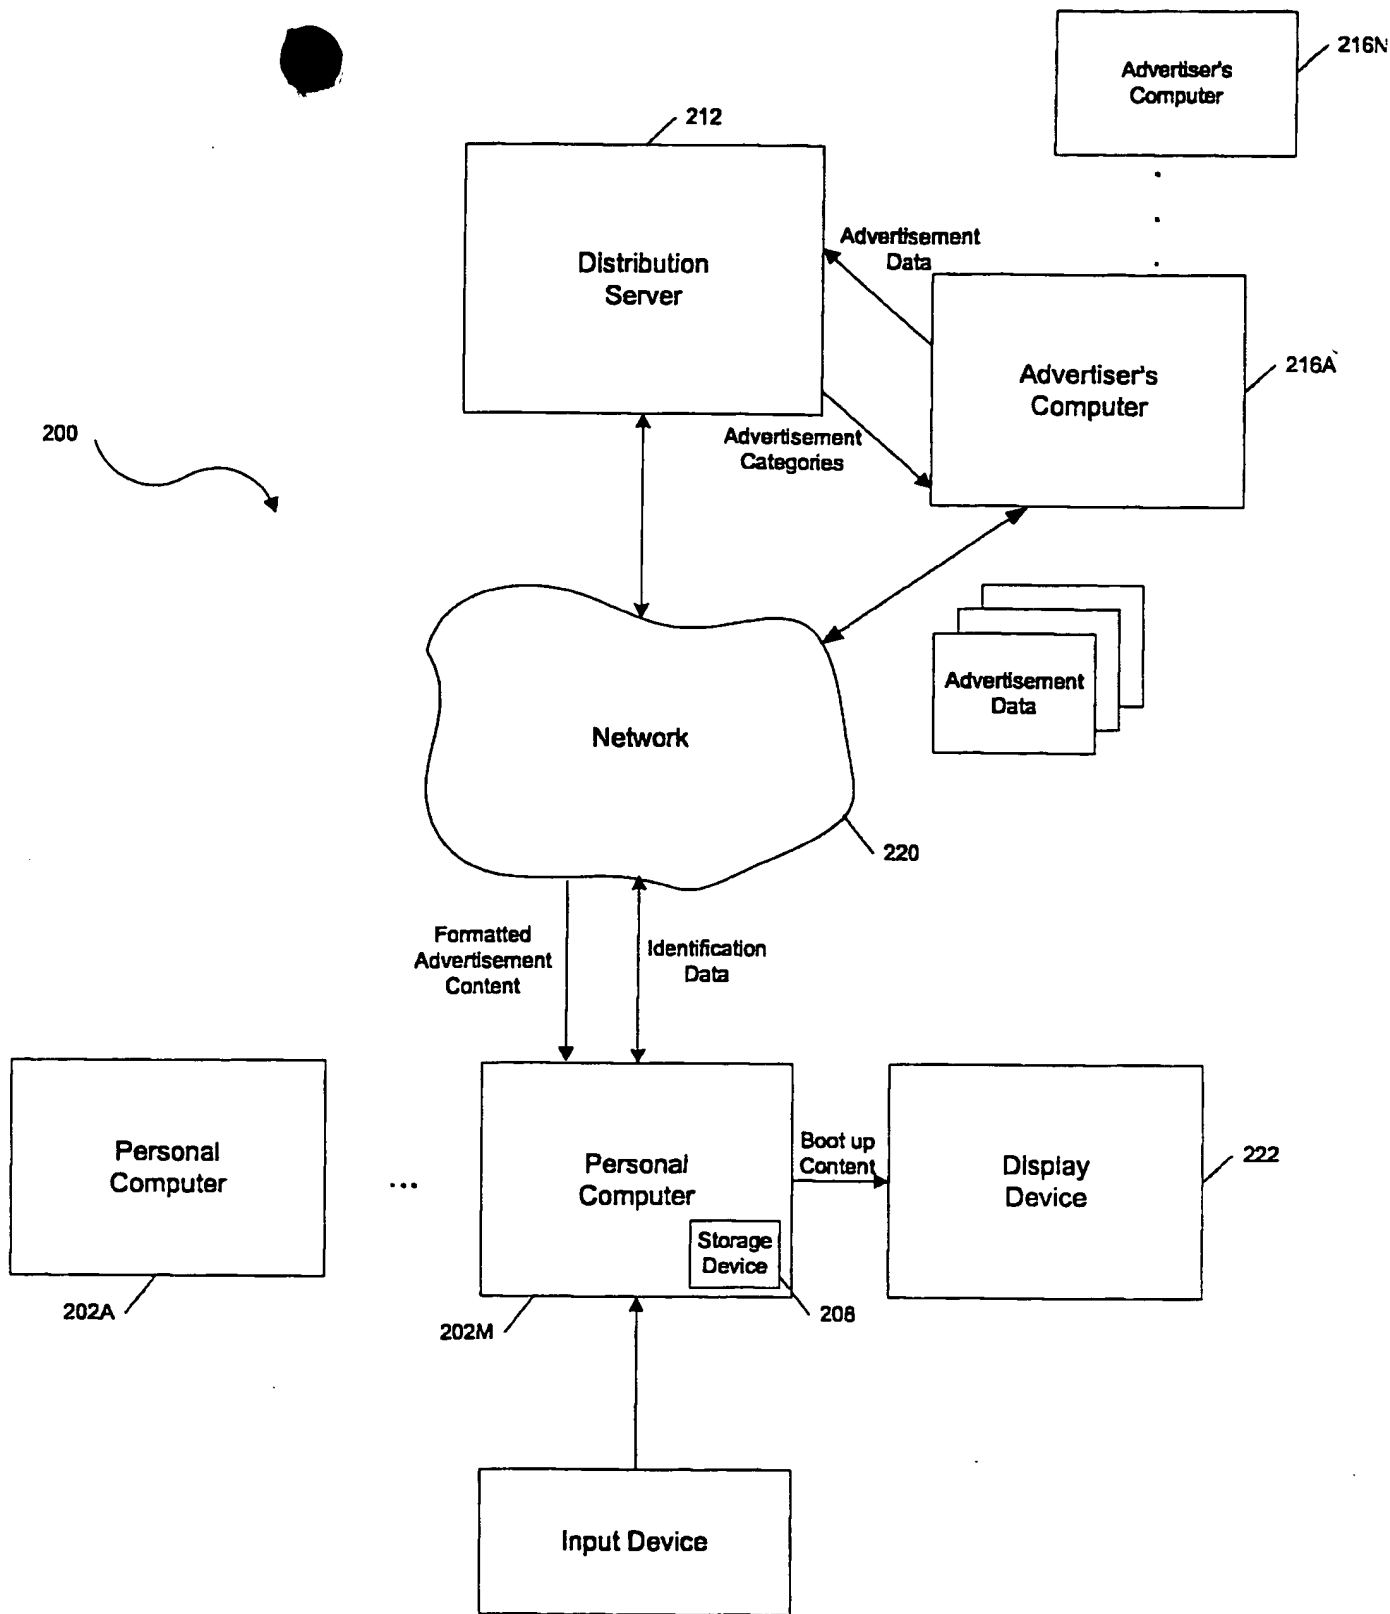 216N
Advertiser's
Computer
212
Distribution
Server
Advertisement
Data
Advertiser's
Computer
216A
200
Advertisement
Categories
Network
Advertisement
Data
220
Formatted
Advertisement
Content
Identification
Data
Personal
Computer
...
Personal
Computer
Storage
Device
Boot up
Content
Display
Device
222
202A
202M
208
Input Device